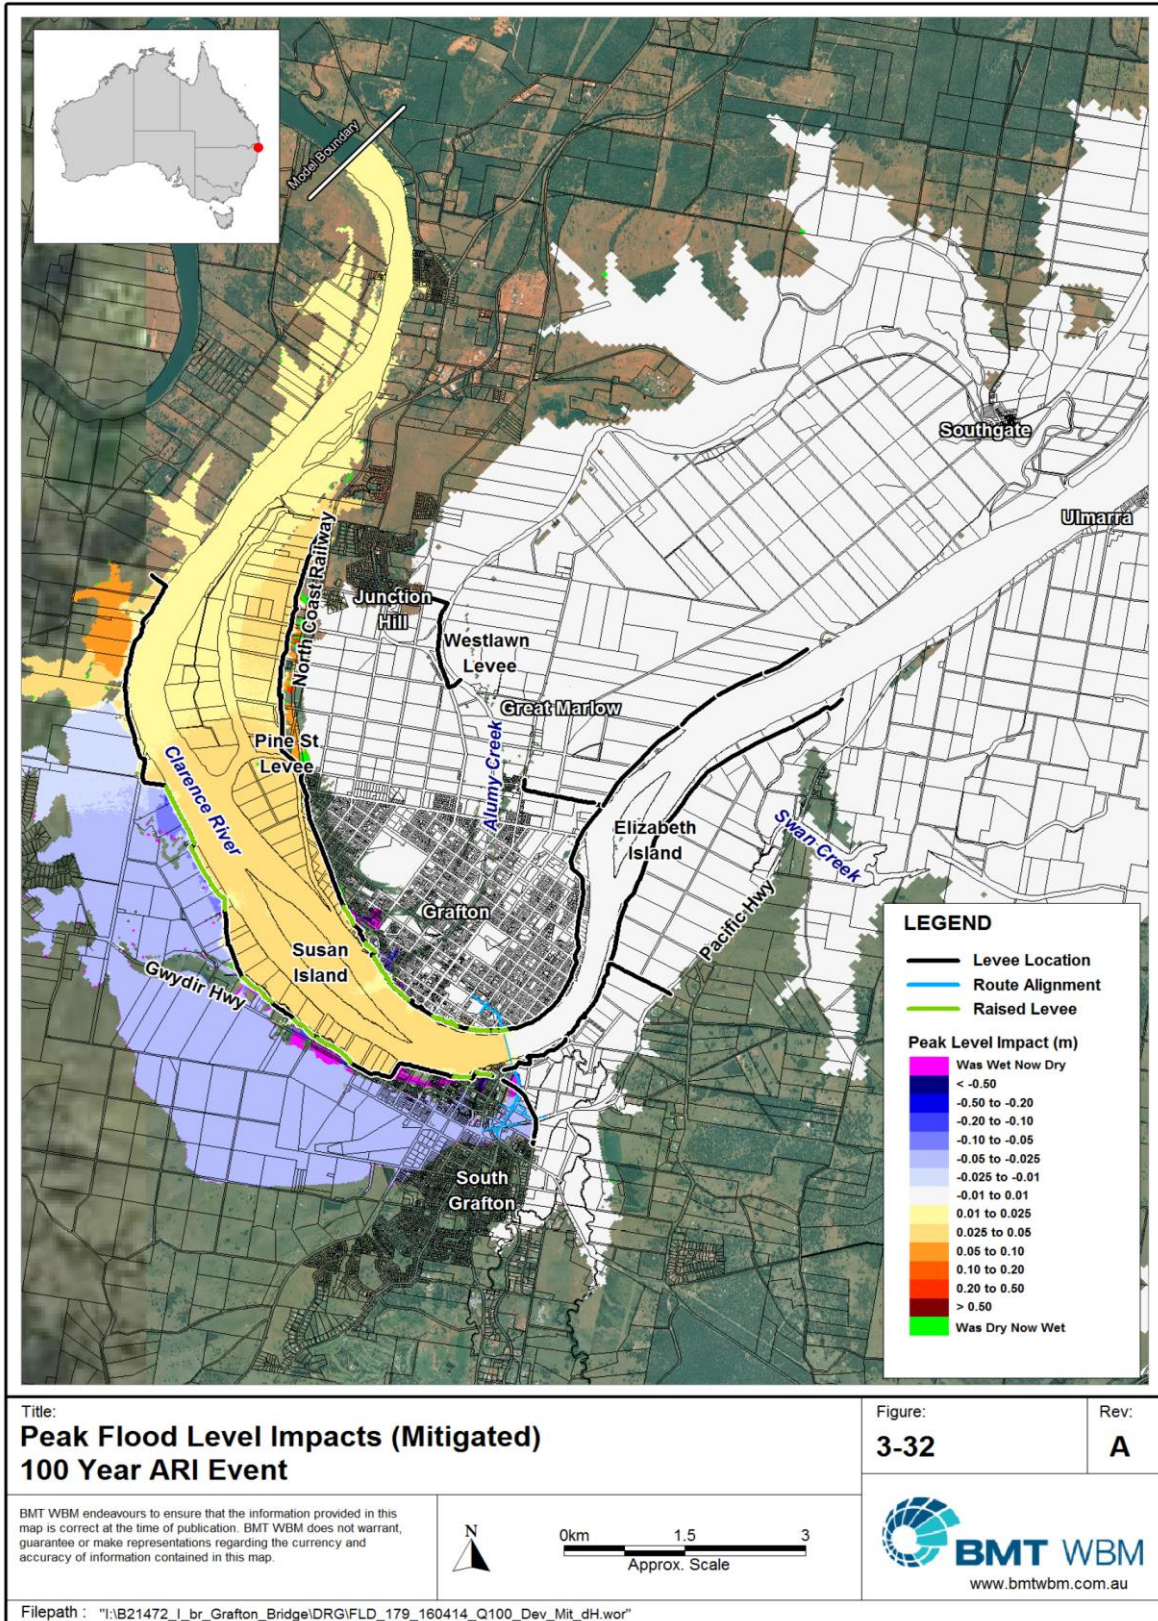 Model Boundary
Southgate
Ulmarra
North Coast Railway
Junction
Hill
Westlawn
Levee
Great Marlow
Pine St
Levee
Clarence River
Alumy Creek
Elizabeth
Island
Swan Creek
Pacific Hwy
Grafton
Susan
Island
Gwydir Hwy
South
Grafton
LEGEND
Levee Location
Route Alignment
Raised Levee
Peak Level Impact (m)
Was Wet Now Dry
< -0.50
-0.50 to -0.20
-0.20 to -0.10
-0.10 to -0.05
-0.05 to -0.025
-0.025 to -0.01
-0.01 to 0.01
0.01 to 0.025
0.025 to 0.05
0.05 to 0.10
0.10 to 0.20
0.20 to 0.50
> 0.50
Was Dry Now Wet
Title:
Peak Flood Level Impacts (Mitigated)
100 Year ARI Event
Figure:
3-32
Rev:
A
BMT WBM endeavours to ensure that the information provided in this
map is correct at the time of publication. BMT WBM does not warrant,
guarantee or make representations regarding the currency and
accuracy of information contained in this map.
N
0km 1.5 3
Approx. Scale
BMT WBM
www.bmtwbm.com.au
Filepath : "I:\B21472_I_br_Grafton_Bridge\DRG\FLD_179_160414_Q100_Dev_Mit_dH.wor"